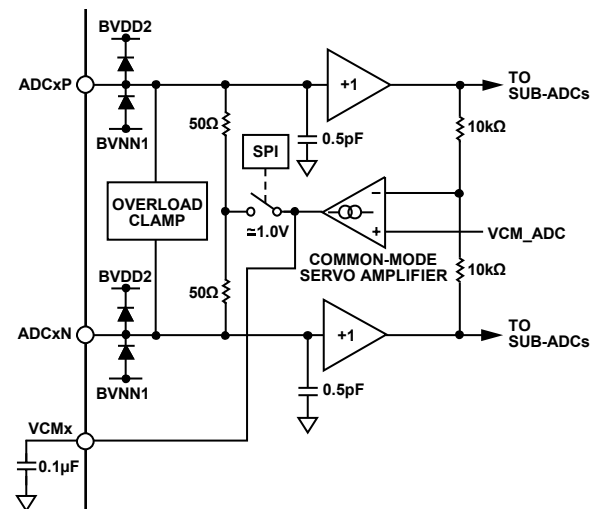 BVDD2
ADCxP
BVNN1
+1
TO
SUB-ADCs
50Ω
0.5pF
10kΩ
SPI
OVERLOAD
CLAMP
≃1.0V
−
+
VCM_ADC
COMMON-MODE
SERVO AMPLIFIER
BVDD2
50Ω
10kΩ
ADCxN
+1
TO
SUB-ADCs
BVNN1
0.5pF
VCMx
0.1µF